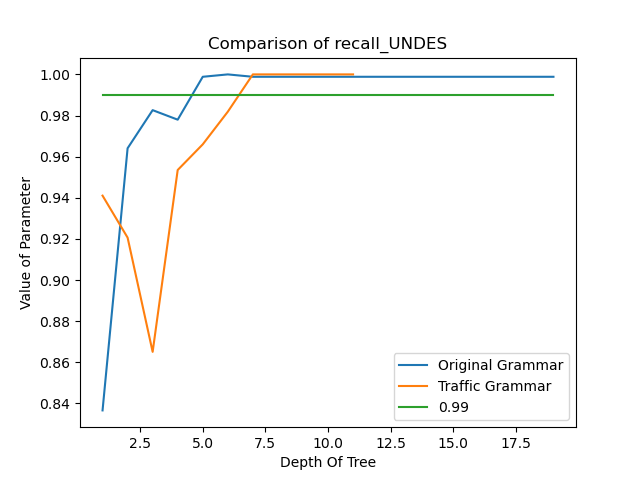 Comparison of recall_UNDES
Value of Parameter
1.00
0.98
0.96
0.94
0.92
0.90
0.88
0.86
0.84
Original Grammar
Traffic Grammar
0.99
2.5 5.0 7.5 10.0 12.5 15.0 17.5
Depth Of Tree